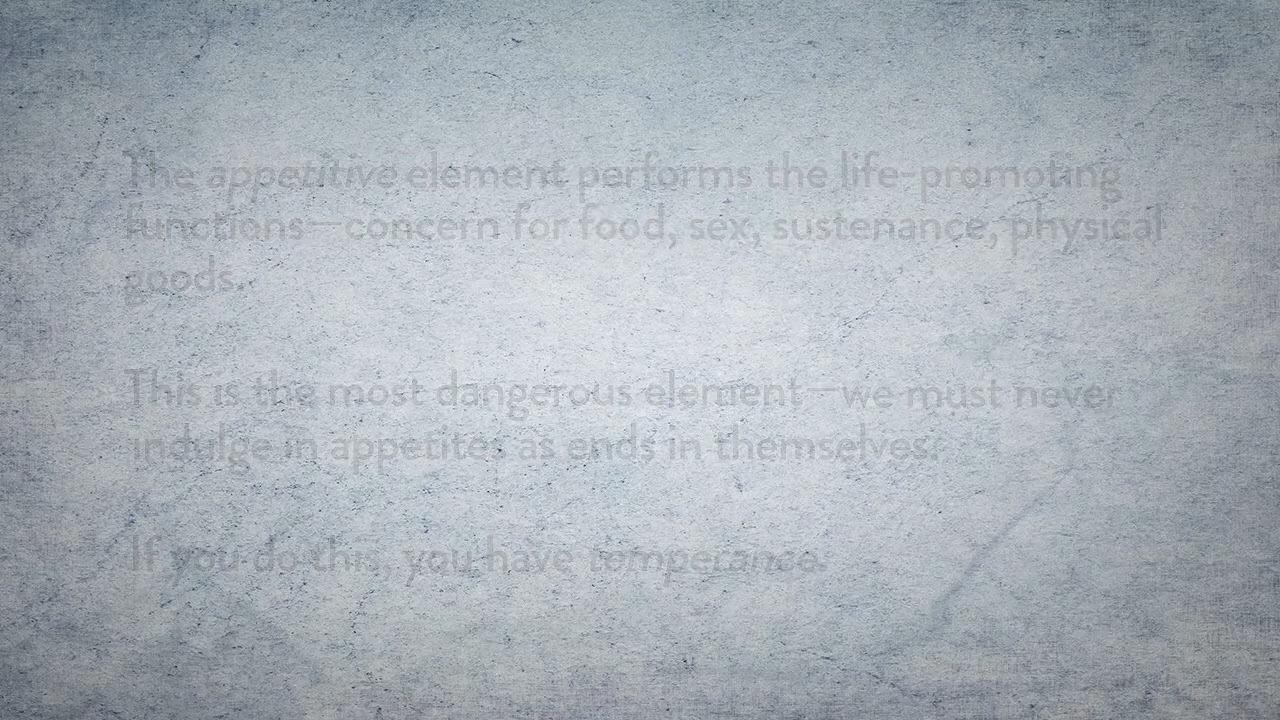 The appetitive element performs the life-promoting
functions—concern for food, sex, sustenance, physical
goods.
This is the most dangerous element—we must never
indulge in appetites as ends in themselves.
If you do this, you have temperance.